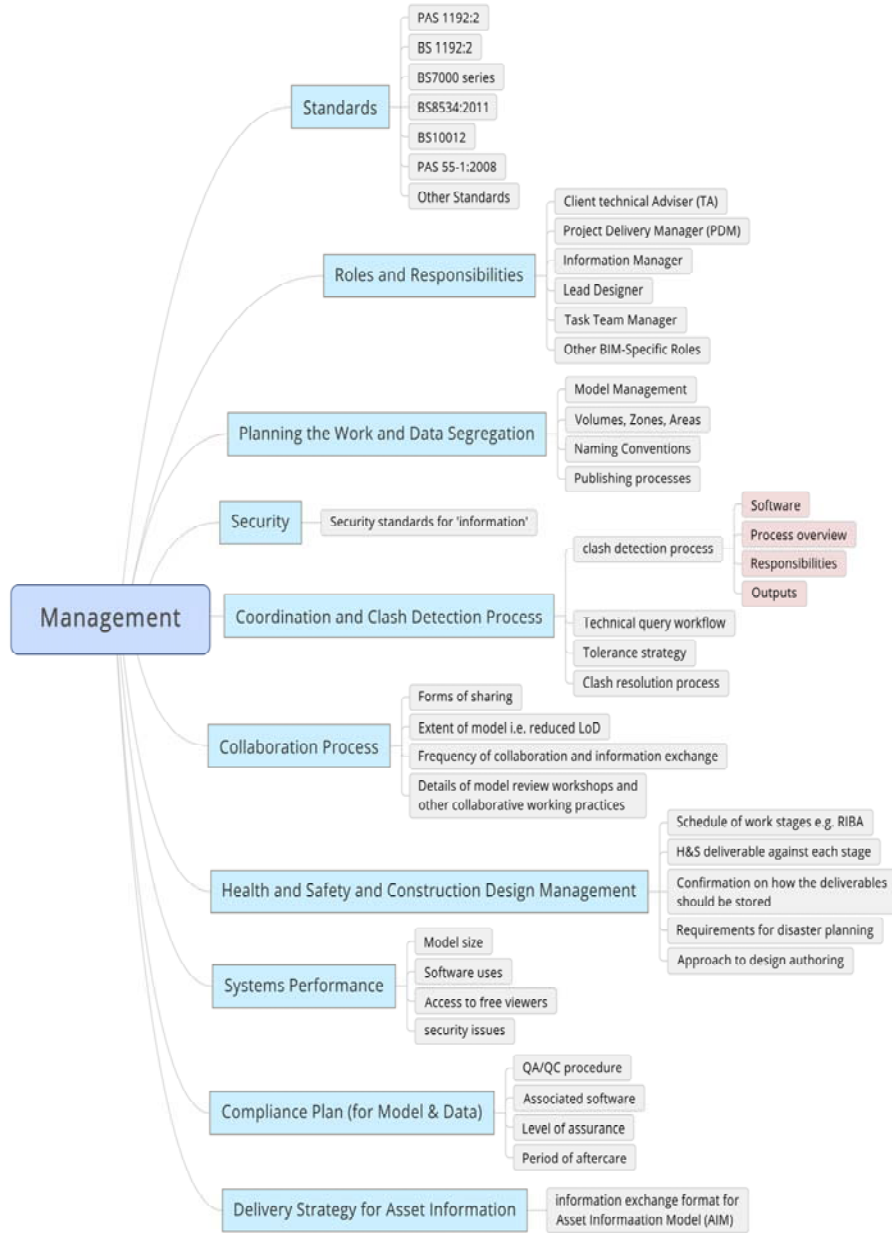 PAS 1192:2
BS 1192:2
BS7000 series
Standards
BS8534:2011
BS10012
PAS 55-1:2008
Other Standards
Client technical Adviser (TA)
Project Delivery Manager (PDM)
Information Manager
Roles and Responsibilities
Lead Designer
Task Team Manager
Other BIM-Specific Roles
Model Management
Volumes, Zones, Areas
Planning the Work and Data Segregation
Naming Conventions
Publishing processes
Security
Security standards for 'information'
Software
Process overview
clash detection process
Responsibilities
Outputs
Management
Coordination and Clash Detection Process
Technical query workflow
Tolerance strategy
Clash resolution process
Forms of sharing
Extent of model i.e. reduced LoD
Collaboration Process
Frequency of collaboration and information exchange
Details of model review workshops and
other collaborative working practices
Schedule of work stages e.g. RIBA
H&S deliverable against each stage
Health and Safety and Construction Design Management
Confirmation on how the deliverables
should be stored
Requirements for disaster planning
Approach to design authoring
Model size
Software uses
Systems Performance
Access to free viewers
security issues
QA/QC procedure
Associated software
Compliance Plan (for Model & Data)
Level of assurance
Period of aftercare
Delivery Strategy for Asset Information
information exchange format for
Asset Informaation Model (AIM)